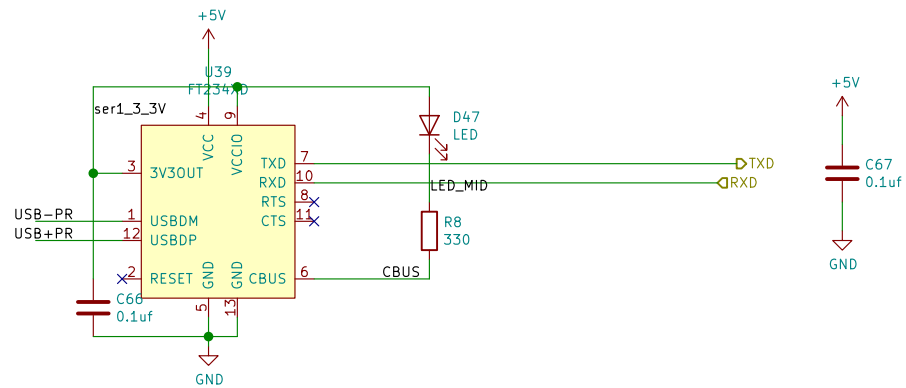 +5V
U39
FT234XD
ser1_3_3V
4
9
VCC
VCCIO
D47
LED
+5V
3
3V3OUT
TXD
7
TXD
RXD
10
RXD
LED_MID
C67
0.1uf
RTS
8
USB-PR
1
USBDM
CTS
11
R8
330
USB+PR
12
USBDP
2
RESET
GND
GND
CBUS
6
CBUS
GND
C66
0.1uf
5
13
GND